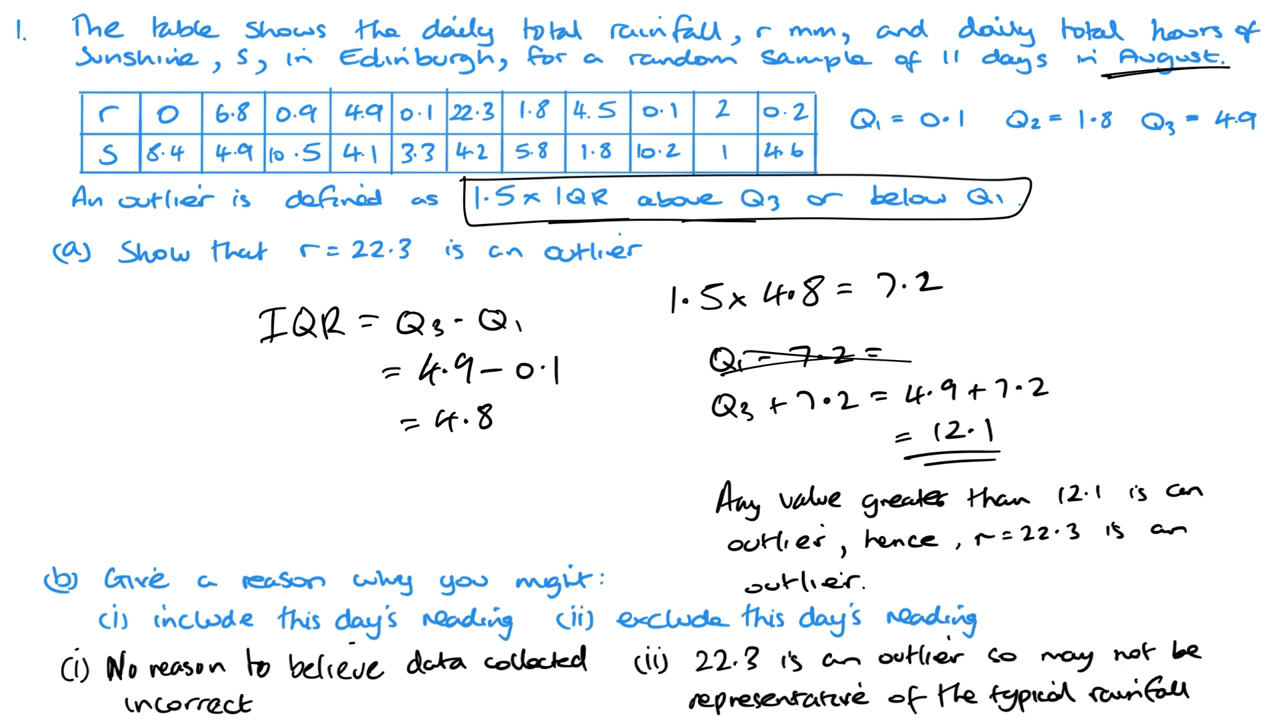 1. The table shows the daily total rainfall, r mm, and daily total hours of
Sunshine, s, in Edinburgh, for a random sample of 11 days in August.
r 0 6.8 0.9 4.9 0.1 22.3 1.8 4.5 0.1 2 0.2 Q₁ = 0.1 Q₂ = 1.8 Q₃ = 4.9
S 8.4 4.9 10.5 4.1 3.3 4.2 5.8 1.8 10.2 1 4.6
An outlier is defined as 1.5 × IQR above Q₃ or below Q₁.
(a) Show that r = 22.3 is an outlier
IQR = Q₃ - Q₁
= 4.9 - 0.1
= 4.8
1.5 × 4.8 = 7.2
Q₁ - 7.2 =
Q₃ + 7.2 = 4.9 + 7.2
= 12.1
Any value greater than 12.1 is an
outlier, hence, r = 22.3 is an
outlier.
(b) Give a reason why you might:
(i) include this day's reading (ii) exclude this day's reading
(i) No reason to believe data collected
incorrect
(ii) 22.3 is an outlier so may not be
representative of the typical rainfall